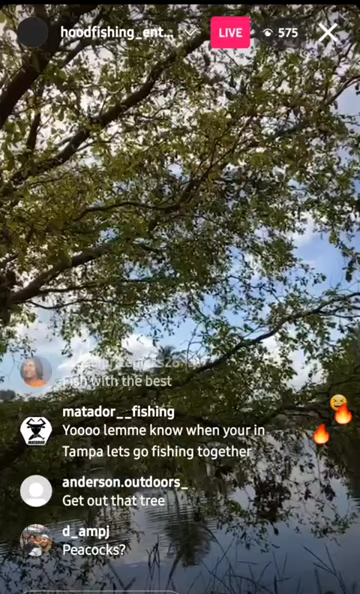 hoodfishing_ent...
LIVE
575
with the best
matador__fishing
Yoooo lemme know when your in
Tampa lets go fishing together
anderson.outdoors_
Get out that tree
d_ampj
Peacocks?